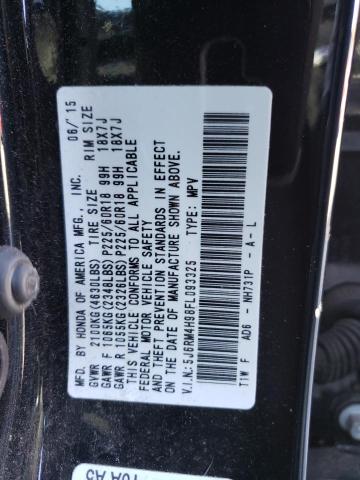 MFD. BY HONDA OF AMERICA MFG., INC. 06/15
GVWR 2100KG(4630LBS) TIRE SIZE RIM SIZE
GAWR F 1065KG(2348LBS) P225/60R18 99H 18X7J
GAWR R 1055KG(2326LBS) P225/60R18 99H 18X7J
THIS VEHICLE CONFORMS TO ALL APPLICABLE
FEDERAL MOTOR VEHICLE SAFETY
AND THEFT PREVENTION STANDARDS IN EFFECT
ON THE DATE OF MANUFACTURE SHOWN ABOVE.
V.I.N.: 5J6RM4H98FL093325 TYPE: MPV
T1W F AD6 - NH731P - A - L